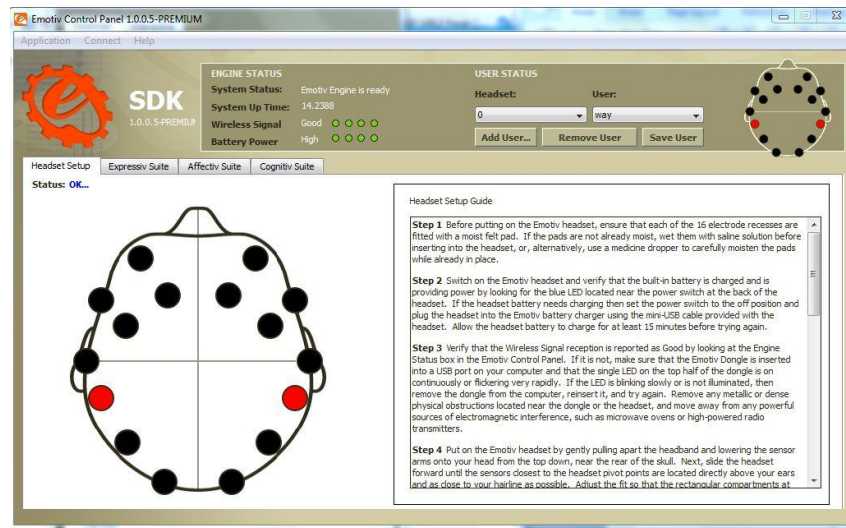 Emotiv Control Panel 1.0.0.5-PREMIUM
Application Connect Help
SDK
1.0.0.5-PREMIUM
ENGINE STATUS
System Status: Emotiv Engine is ready
System Up Time: 14.2388
Wireless Signal Good
Battery Power High
USER STATUS
Headset: User:
0 way
Add User... Remove User Save User
Headset Setup Expressiv Suite Affectiv Suite Cognitiv Suite
Status: OK...
Headset Setup Guide
Step 1 Before putting on the Emotiv headset, ensure that each of the 16 electrode recesses are
fitted with a moist felt pad. If the pads are not already moist, wet them with saline solution before
inserting into the headset, or, alternatively, use a medicine dropper to carefully moisten the pads
while already in place.
Step 2 Switch on the Emotiv headset and verify that the built-in battery is charged and is
providing power by looking for the blue LED located near the power switch at the back of the
headset. If the headset battery needs charging then set the power switch to the off position and
plug the headset into the Emotiv battery charger using the mini-USB cable provided with the
headset. Allow the headset battery to charge for at least 15 minutes before trying again.
Step 3 Verify that the Wireless Signal reception is reported as Good by looking at the Engine
Status box in the Emotiv Control Panel. If it is not, make sure that the Emotiv Dongle is inserted
into a USB port on your computer and that the single LED on the top half of the dongle is on
continuously or flickering very rapidly. If the LED is blinking slowly or is not illuminated, then
remove the dongle from the computer, reinsert it, and try again. Remove any metallic or dense
physical obstructions located near the dongle or the headset, and move away from any powerful
sources of electromagnetic interference, such as microwave ovens or high-powered radio
transmitters.
Step 4 Put on the Emotiv headset by gently pulling apart the headband and lowering the sensor
arms onto your head from the top down, near the rear of the skull. Next, slide the headset
forward until the sensors closest to the headset pivot points are located directly above your ears
and as close to your hairline as possible. Adjust the fit so that the rectangular compartments at